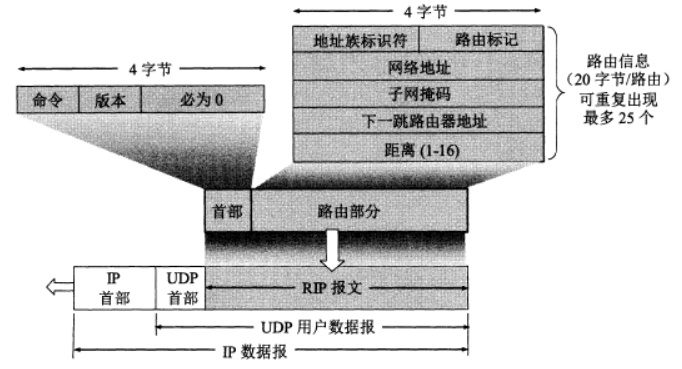 4 字节
地址族标识符 路由标记
网络地址
子网掩码
下一跳路由器地址
距离 (1-16)
路由信息
(20 字节/路由)
可重复出现
最多 25 个
4 字节
命令 版本 必为 0
首部 路由部分
IP
首部
UDP
首部
RIP 报文
UDP 用户数据报
IP 数据报